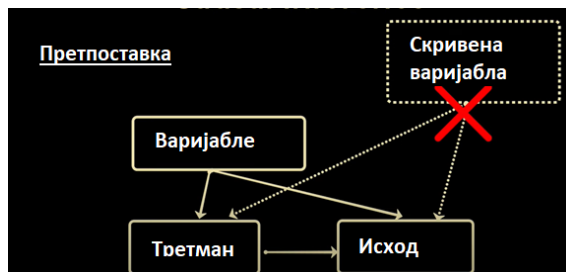 Претпоставка
Скривена
варијабла
Варијабле
Третман
Исход